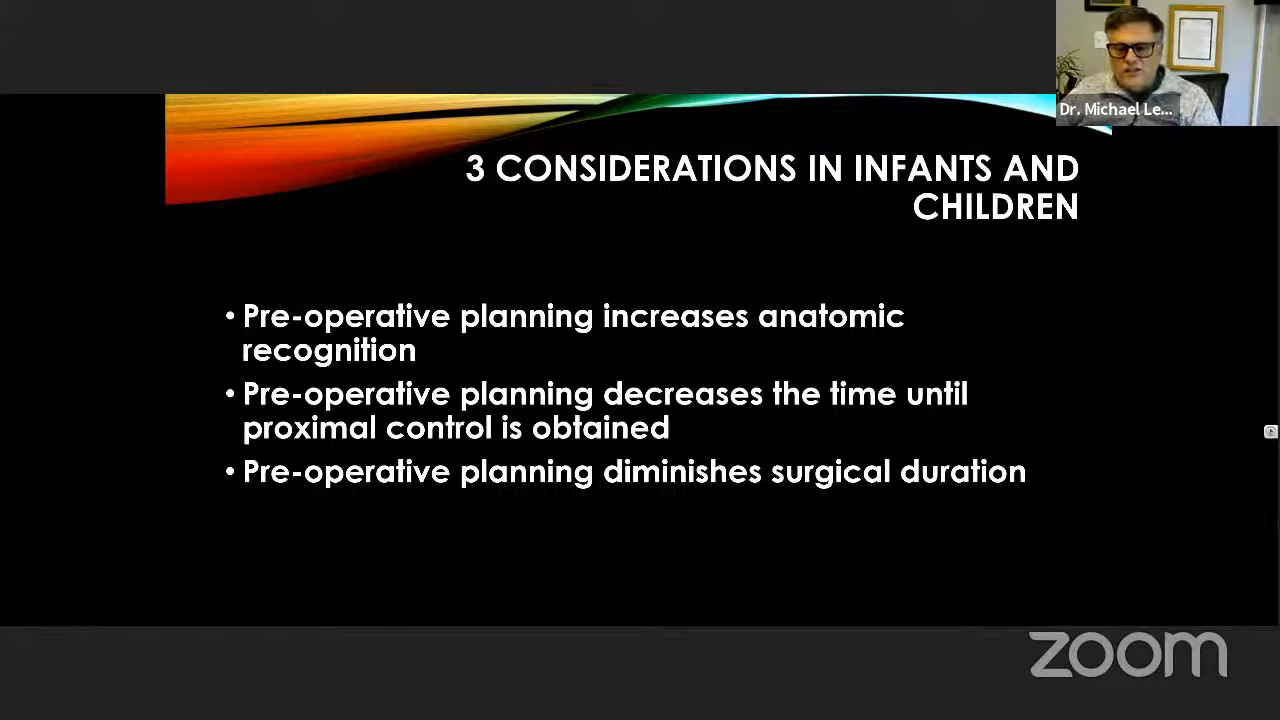 Dr. Michael Le...
3 CONSIDERATIONS IN INFANTS AND
CHILDREN
• Pre-operative planning increases anatomic
recognition
• Pre-operative planning decreases the time until
proximal control is obtained
• Pre-operative planning diminishes surgical duration
zoom